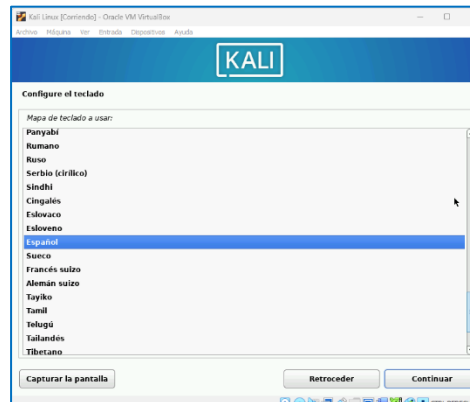 Kali Linux [Corriendo] - Oracle VM VirtualBox
Archivo Máquina Ver Entrada Dispositivos Ayuda
KALI
Configure el teclado
Mapa de teclado a usar:
Panyabí
Rumano
Ruso
Serbio (cirílico)
Sindhi
Cingalés
Eslovaco
Esloveno
Español
Sueco
Francés suizo
Alemán suizo
Tayiko
Tamil
Telugú
Tailandés
Tibetano
Capturar la pantalla Retroceder Continuar